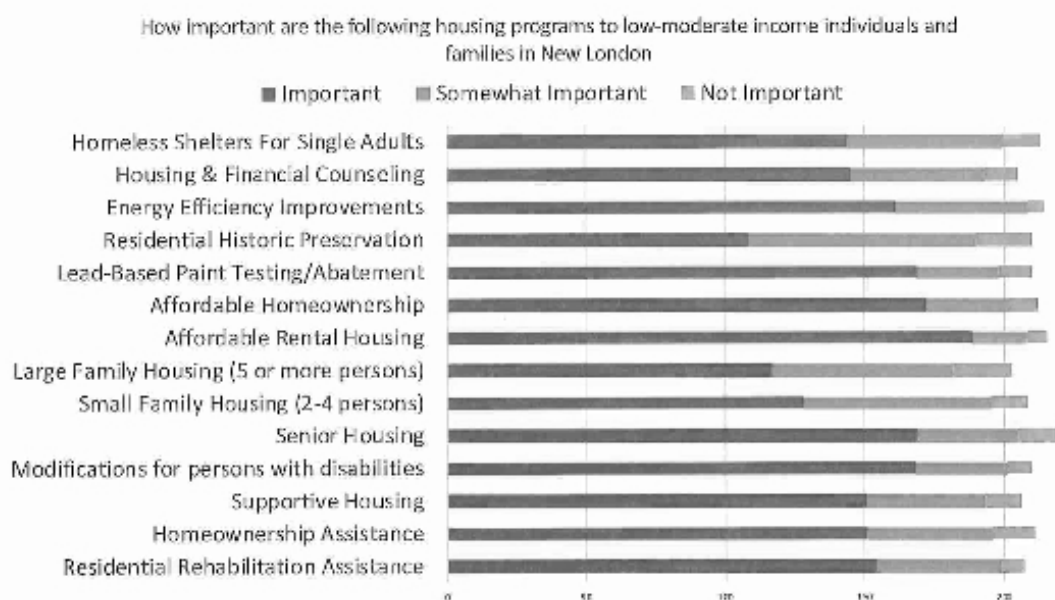 How important are the following housing programs to low-moderate income individuals and
families in New London
Important Somewhat Important Not Important
Homeless Shelters For Single Adults
Housing & Financial Counseling
Energy Efficiency Improvements
Residential Historic Preservation
Lead-Based Paint Testing/Abatement
Affordable Homeownership
Affordable Rental Housing
Large Family Housing (5 or more persons)
Small Family Housing (2-4 persons)
Senior Housing
Modifications for persons with disabilities
Supportive Housing
Homeownership Assistance
Residential Rehabilitation Assistance
0 50 100 150 200